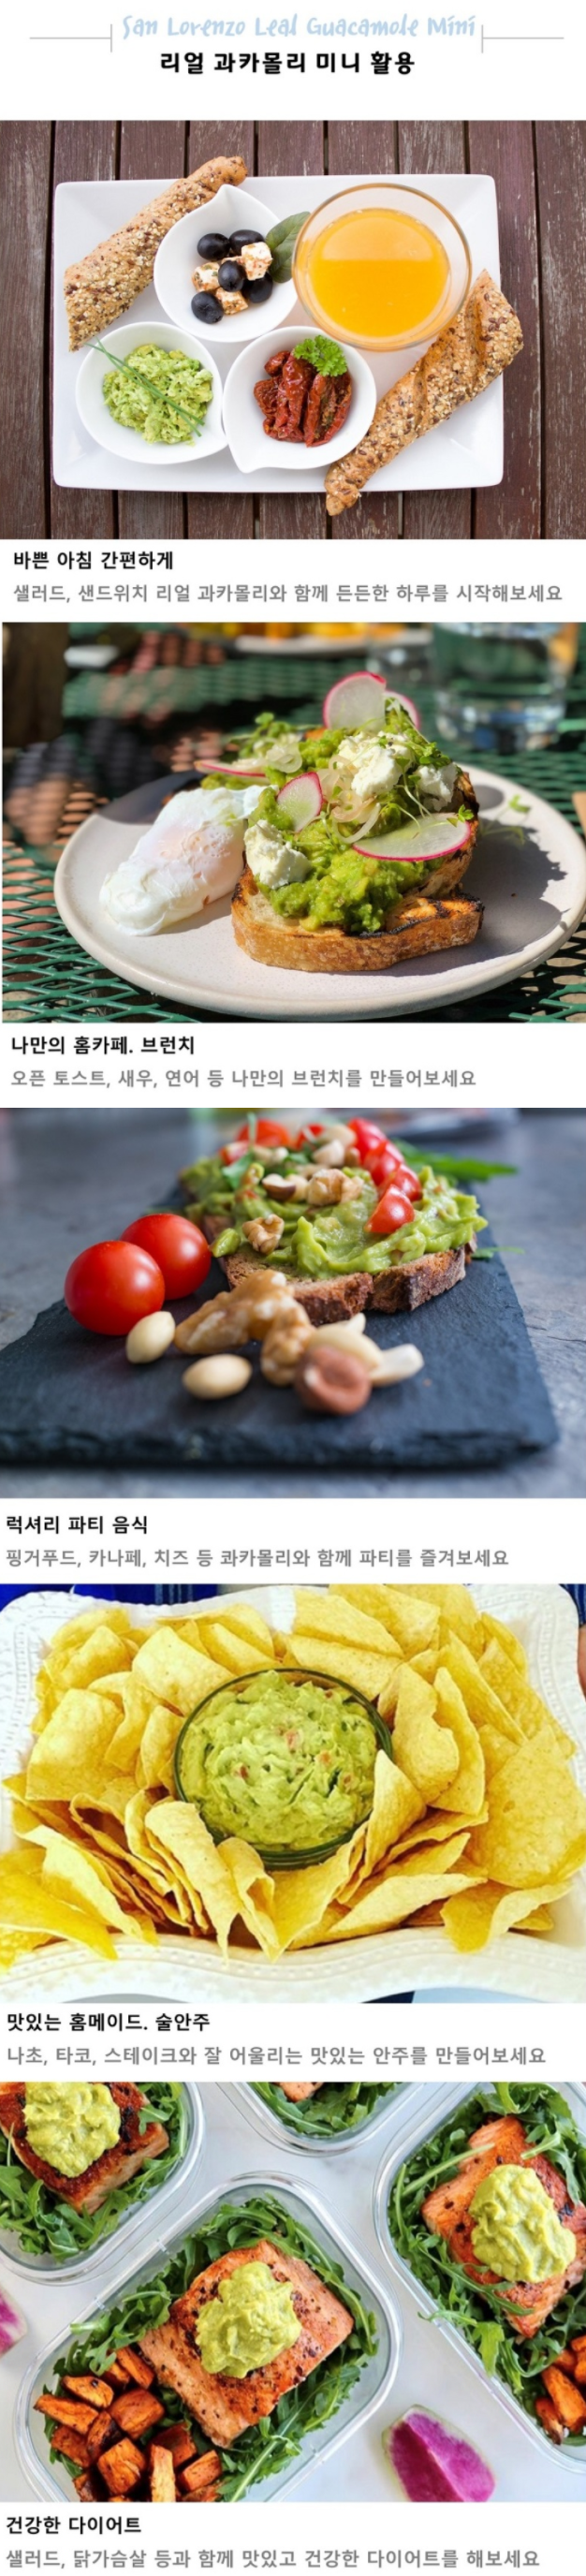 San Lorenzo Leal Guacamole Mini
리얼 과카몰리 미니 활용
바쁜 아침 간편하게
샐러드, 샌드위치 리얼 과카몰리와 함께 든든한 하루를 시작해보세요
나만의 홈카페. 브런치
오픈 토스트, 새우, 연어 등 나만의 브런치를 만들어보세요
럭셔리 파티 음식
핑거푸드, 카나페, 치즈 등 콰카몰리와 함께 파티를 즐겨보세요
맛있는 홈메이드. 술안주
나초, 타코, 스테이크와 잘 어울리는 맛있는 안주를 만들어보세요
건강한 다이어트
샐러드, 닭가슴살 등과 함께 맛있고 건강한 다이어트를 해보세요